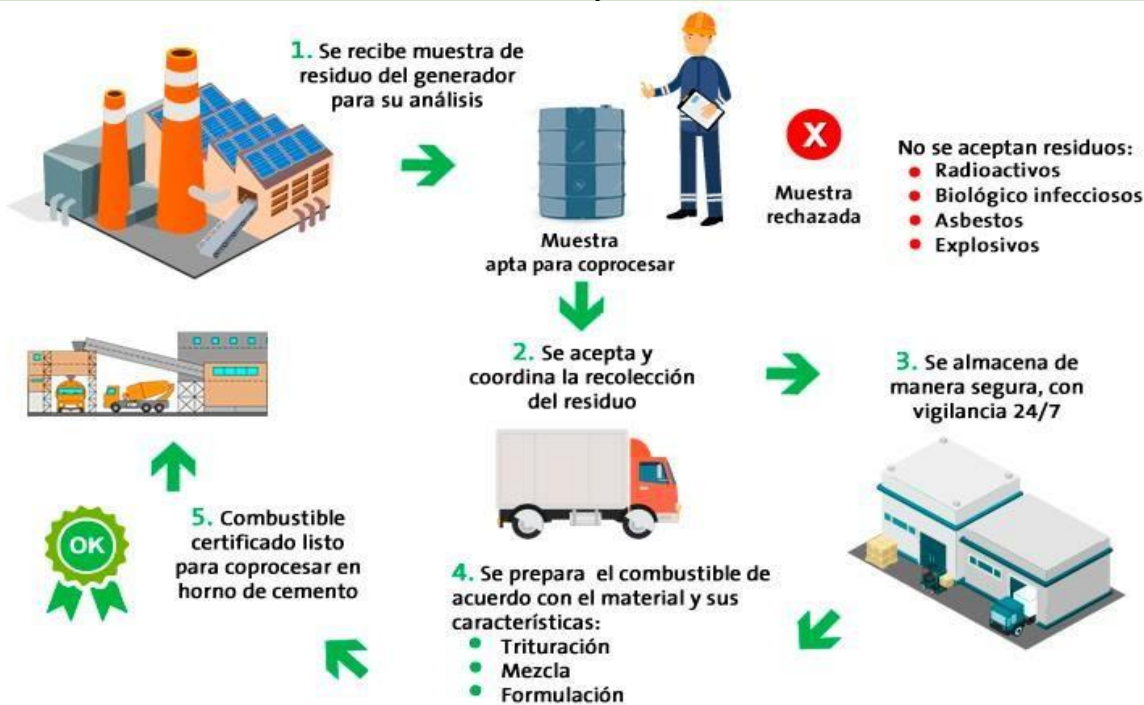 1. Se recibe muestra de
residuo del generador
para su análisis
Muestra
apta para coprocesar
X
Muestra
rechazada
No se aceptan residuos:
• Radioactivos
• Biológico infecciosos
• Asbestos
• Explosivos
2. Se acepta y
coordina la recolección
del residuo
3. Se almacena de
manera segura, con
vigilancia 24/7
4. Se prepara el combustible de
acuerdo con el material y sus
características:
• Trituración
• Mezcla
• Formulación
OK
5. Combustible
certificado listo
para coprocesar en
horno de cemento